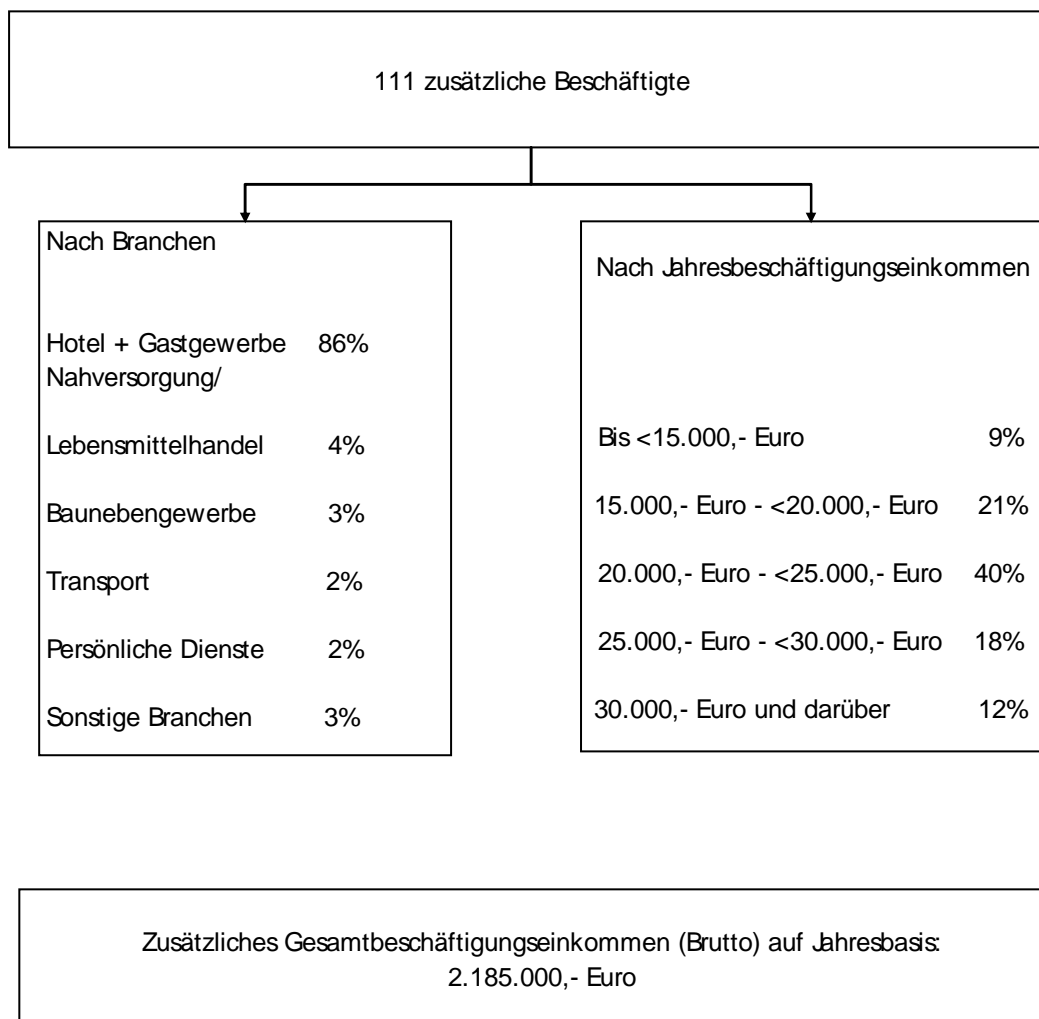 111 zusätzliche Beschäftigte
Nach Branchen
Hotel + Gastgewerbe 86%
Nahversorgung/
Lebensmittelhandel 4%
Baunebengewerbe 3%
Transport 2%
Persönliche Dienste 2%
Sonstige Branchen 3%
Nach Jahresbeschäftigungseinkommen
Bis <15.000,- Euro 9%
15.000,- Euro - <20.000,- Euro 21%
20.000,- Euro - <25.000,- Euro 40%
25.000,- Euro - <30.000,- Euro 18%
30.000,- Euro und darüber 12%
Zusätzliches Gesamtbeschäftigungseinkommen (Brutto) auf Jahresbasis:
2.185.000,- Euro